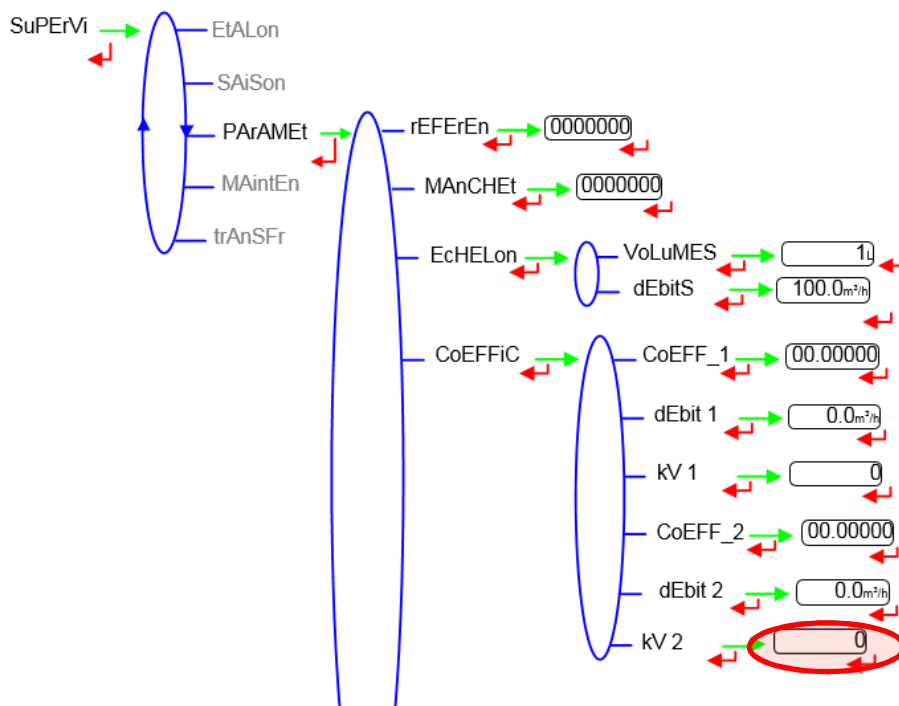 SuPErVi
EtALon
SAiSon
PArAMEt
rEFErEn 0000000
MAintEn
MAnCHEt 0000000
trAnSFr
EcHELon
VoLuMES 1L
dEbitS 100.0m³/h
CoEFFiC
CoEFF_1 00.00000
dEbit 1 0.0m³/h
kV 1 0
CoEFF_2 00.00000
dEbit 2 0.0m³/h
kV 2 0